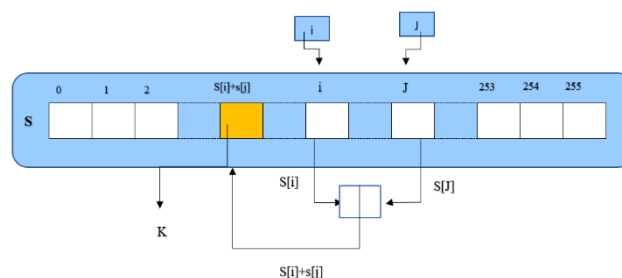 i J
0 1 2 S[i]+s[j] i J 253 254 255
S
S[i] S[J]
K
S[i]+s[j]